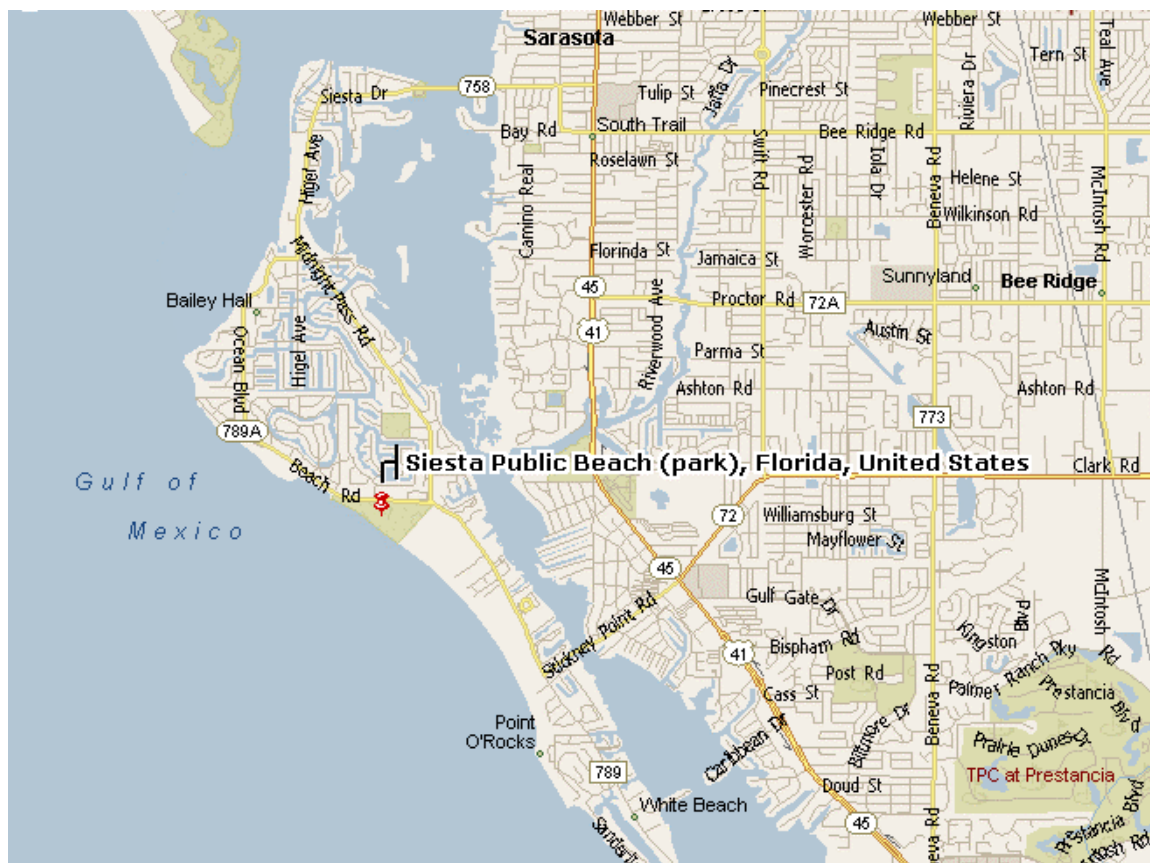 Webber St
Webber St
Sarasota
Tern St
Teal Ave
Siesta Dr
758
Tulip St
Jaffa Dr
Pinecrest St
Riviera Dr
Bay Rd
South Trail
Bee Ridge Rd
Higel Ave
Roselawn St
Swift Rd
Worcester Rd
Iola Dr
Beneva Rd
Helene St
McIntosh Rd
Camino Real
Wilkinson Rd
Midnight Pass Rd
Florinda St
Jamaica St
Sunnyland
Bee Ridge
45
Bailey Hall
Riverwood Ave
Proctor Rd
72A
41
Austin St
Ocean Blvd
Higel Ave
Parma St
Ashton Rd
Ashton Rd
773
789A
Siesta Public Beach (park), Florida, United States
Clark Rd
Gulf of
Mexico
Beach Rd
72
Williamsburg St
Mayflower St
45
Stickney Point Rd
Gulf Gate Dr
McIntosh Rd
Kingston Blvd
41
Bispham Rd
Post Rd
Palmer Ranch Pky
Cass St
Prestancia Blvd
Point
O'Rocks
Caribbean Dr
Biltmore Dr
Beneva Rd
Prairie Dunes Ct
TPC at Prestancia
789
Doud St
White Beach
45
Beneva Rd
Prestancia Blvd